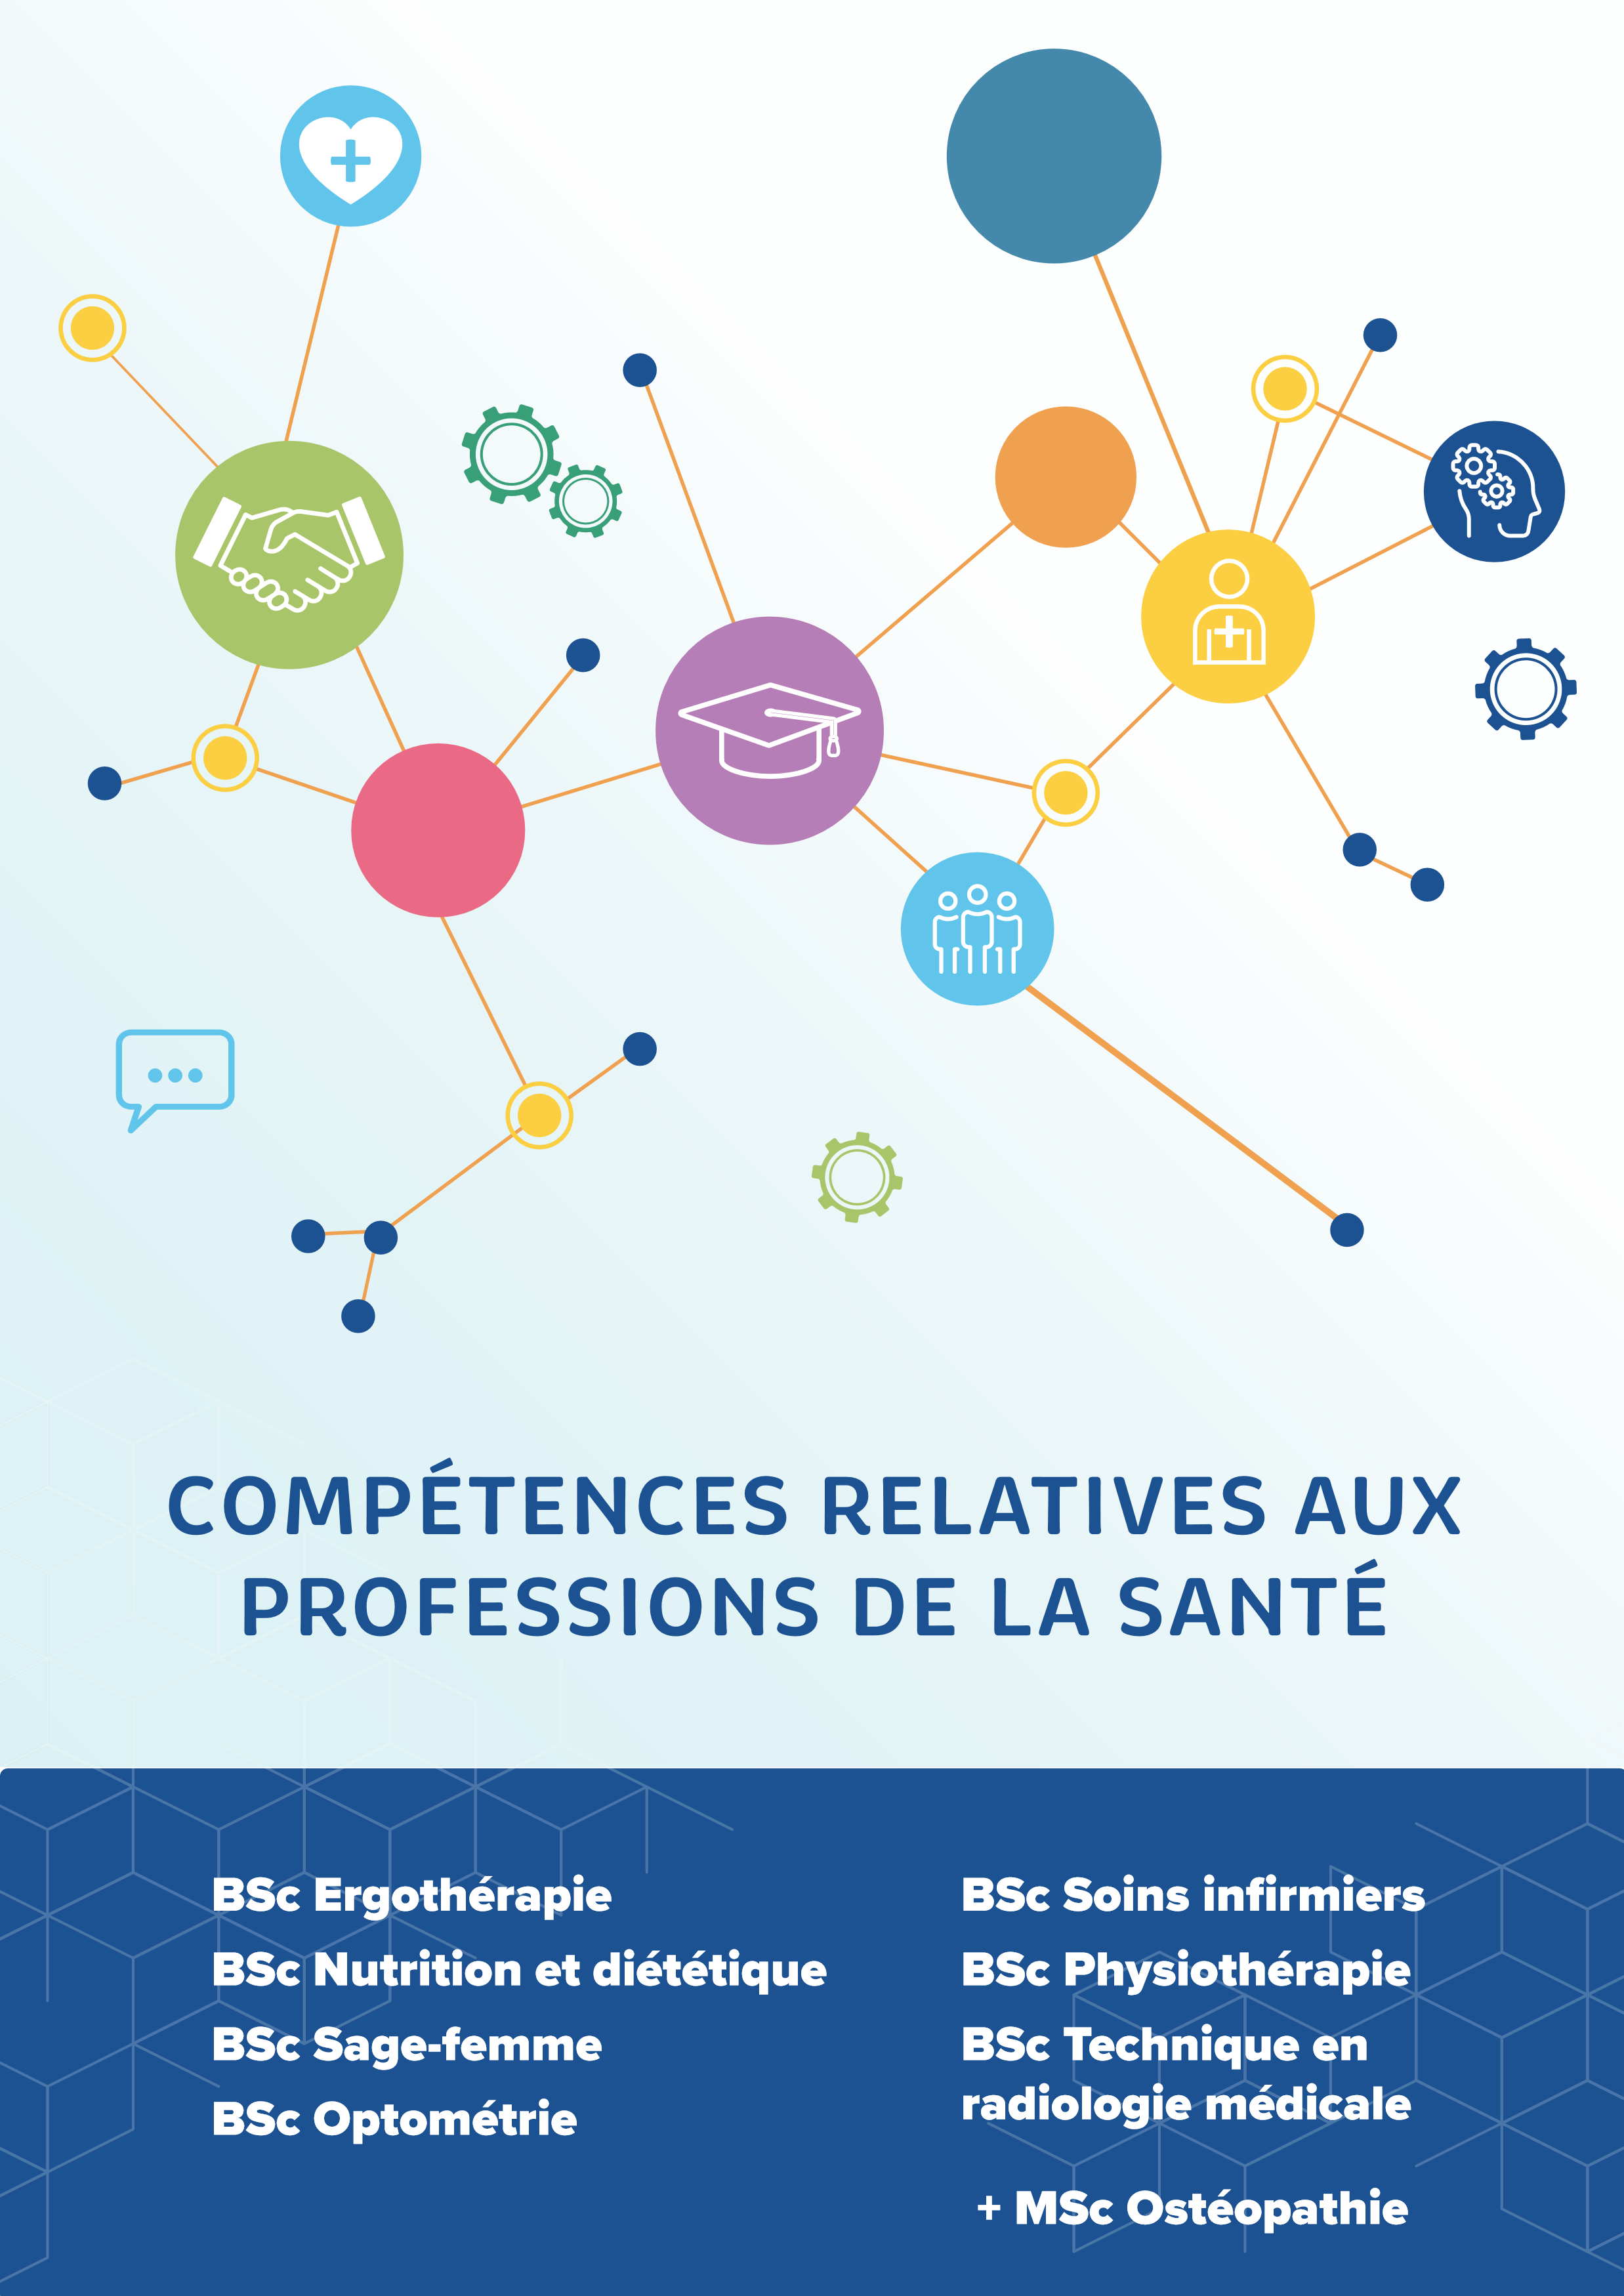 COMPÉTENCES RELATIVES AUX
PROFESSIONS DE LA SANTÉ
BSc Ergothérapie
BSc Nutrition et diététique
BSc Sage-femme
BSc Optométrie
BSc Soins infirmiers
BSc Physiothérapie
BSc Technique en
radiologie médicale
+ MSc Ostéopathie